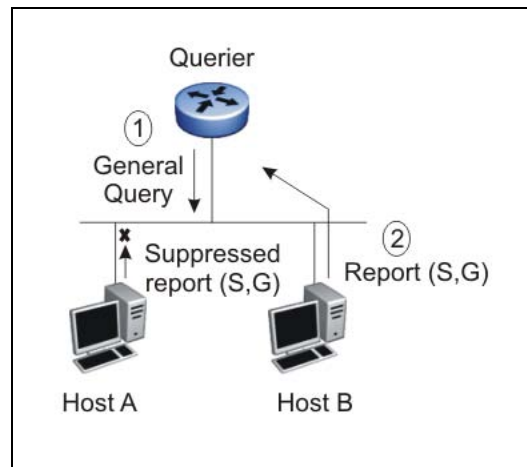 Querier
1
General
Query
Suppressed
report (S,G)
2
Report (S,G)
Host A
Host B